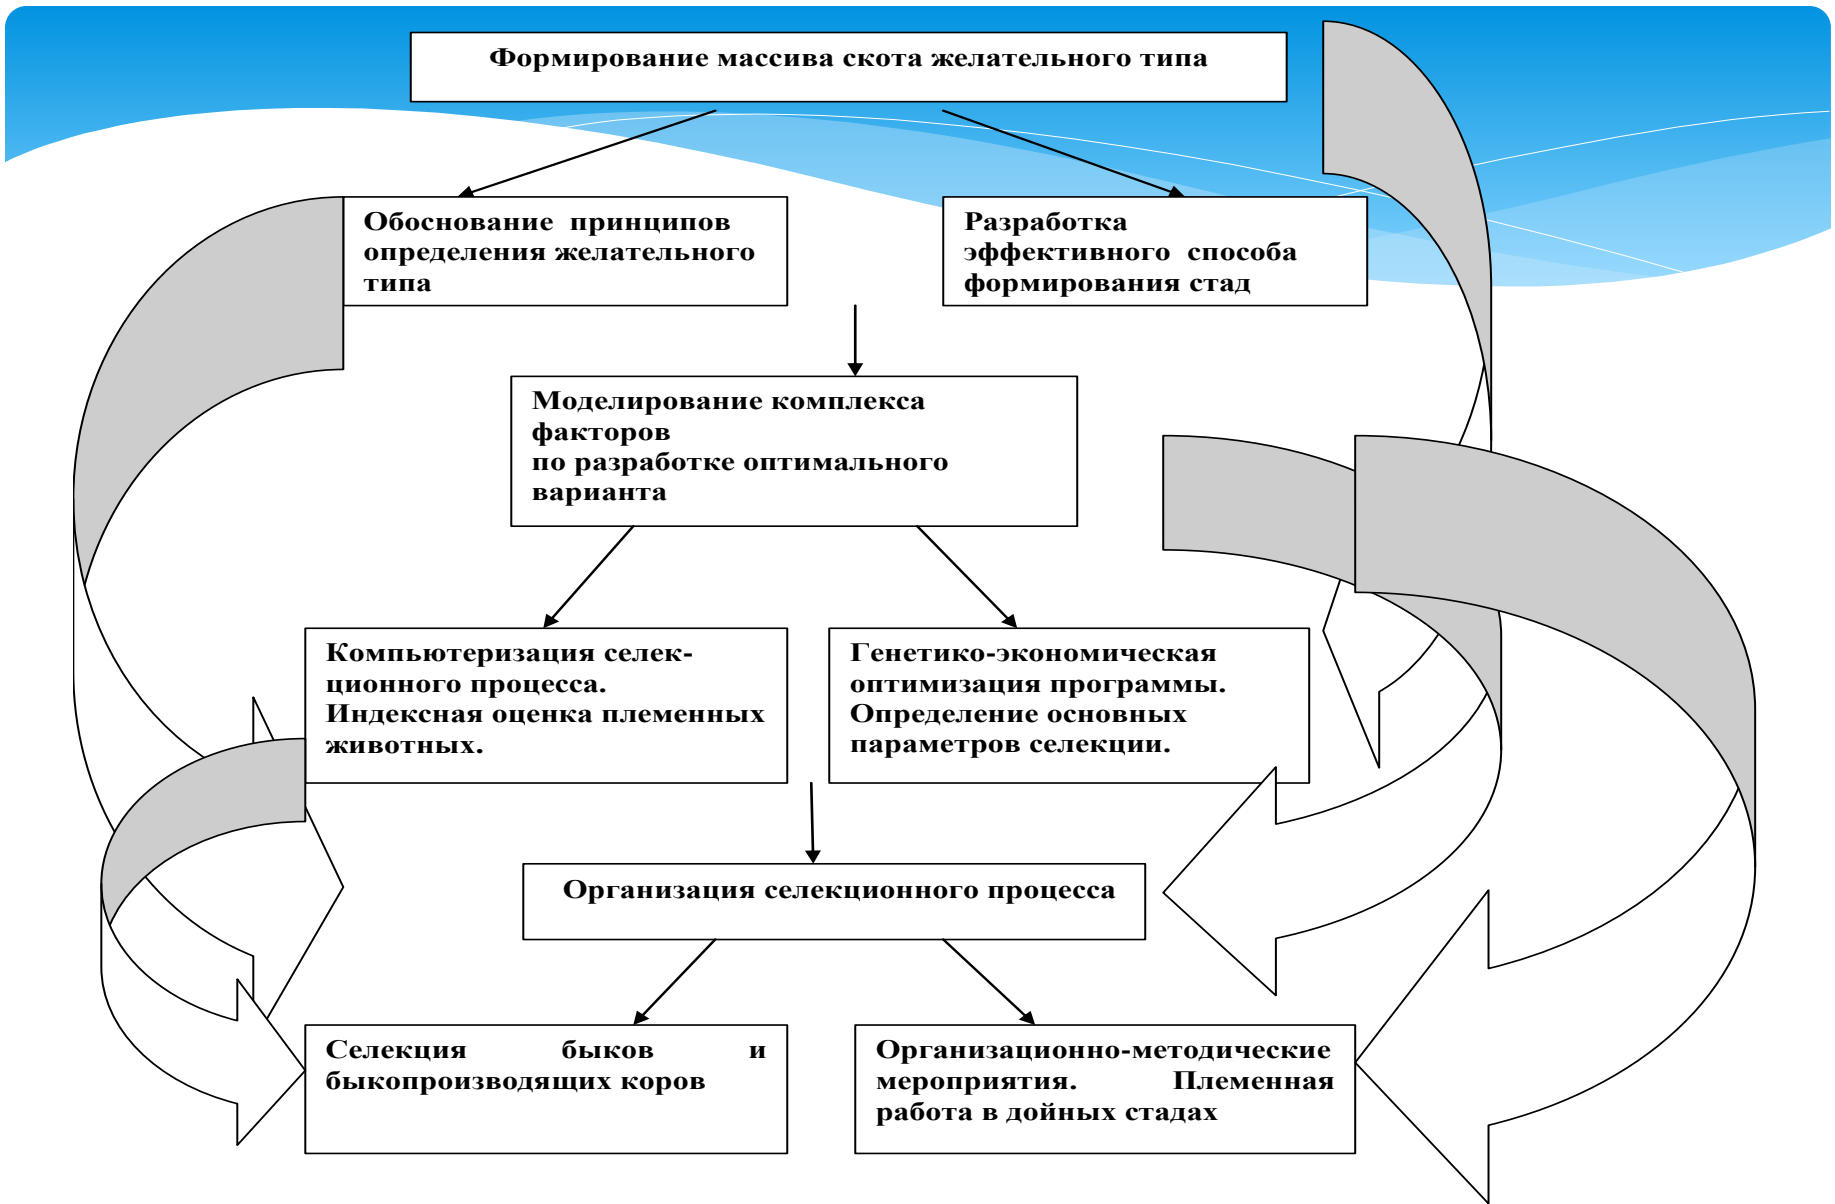 Формирование массива скота желательного типа
Обоснование принципов
определения желательного
типа
Разработка
эффективного способа
формирования стад
Моделирование комплекса
факторов
по разработке оптимального
варианта
Компьютеризация селек-
ционного процесса.
Индексная оценка племенных
животных.
Генетико-экономическая
оптимизация программы.
Определение основных
параметров селекции.
Организация селекционного процесса
Селекция быков и
быкопроизводящих коров
Организационно-методические
мероприятия. Племенная
работа в дойных стадах